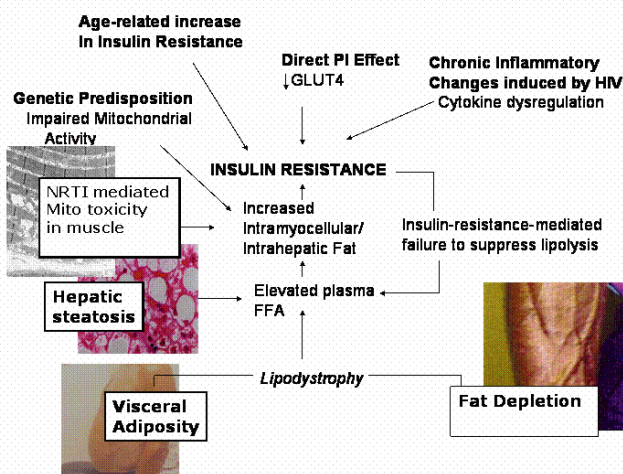 Age-related increase
In Insulin Resistance
Direct PI Effect
↓GLUT4
Chronic Inflammatory
Changes induced by HIV
Cytokine dysregulation
Genetic Predisposition
Impaired Mitochondrial
Activity
INSULIN RESISTANCE
NRTI mediated
Mito toxicity
in muscle
Increased
Intramyocellular/
Intrahepatic Fat
Insulin-resistance-mediated
failure to suppress lipolysis
Hepatic
steatosis
Elevated plasma
FFA
Lipodystrophy
Visceral
Adiposity
Fat Depletion